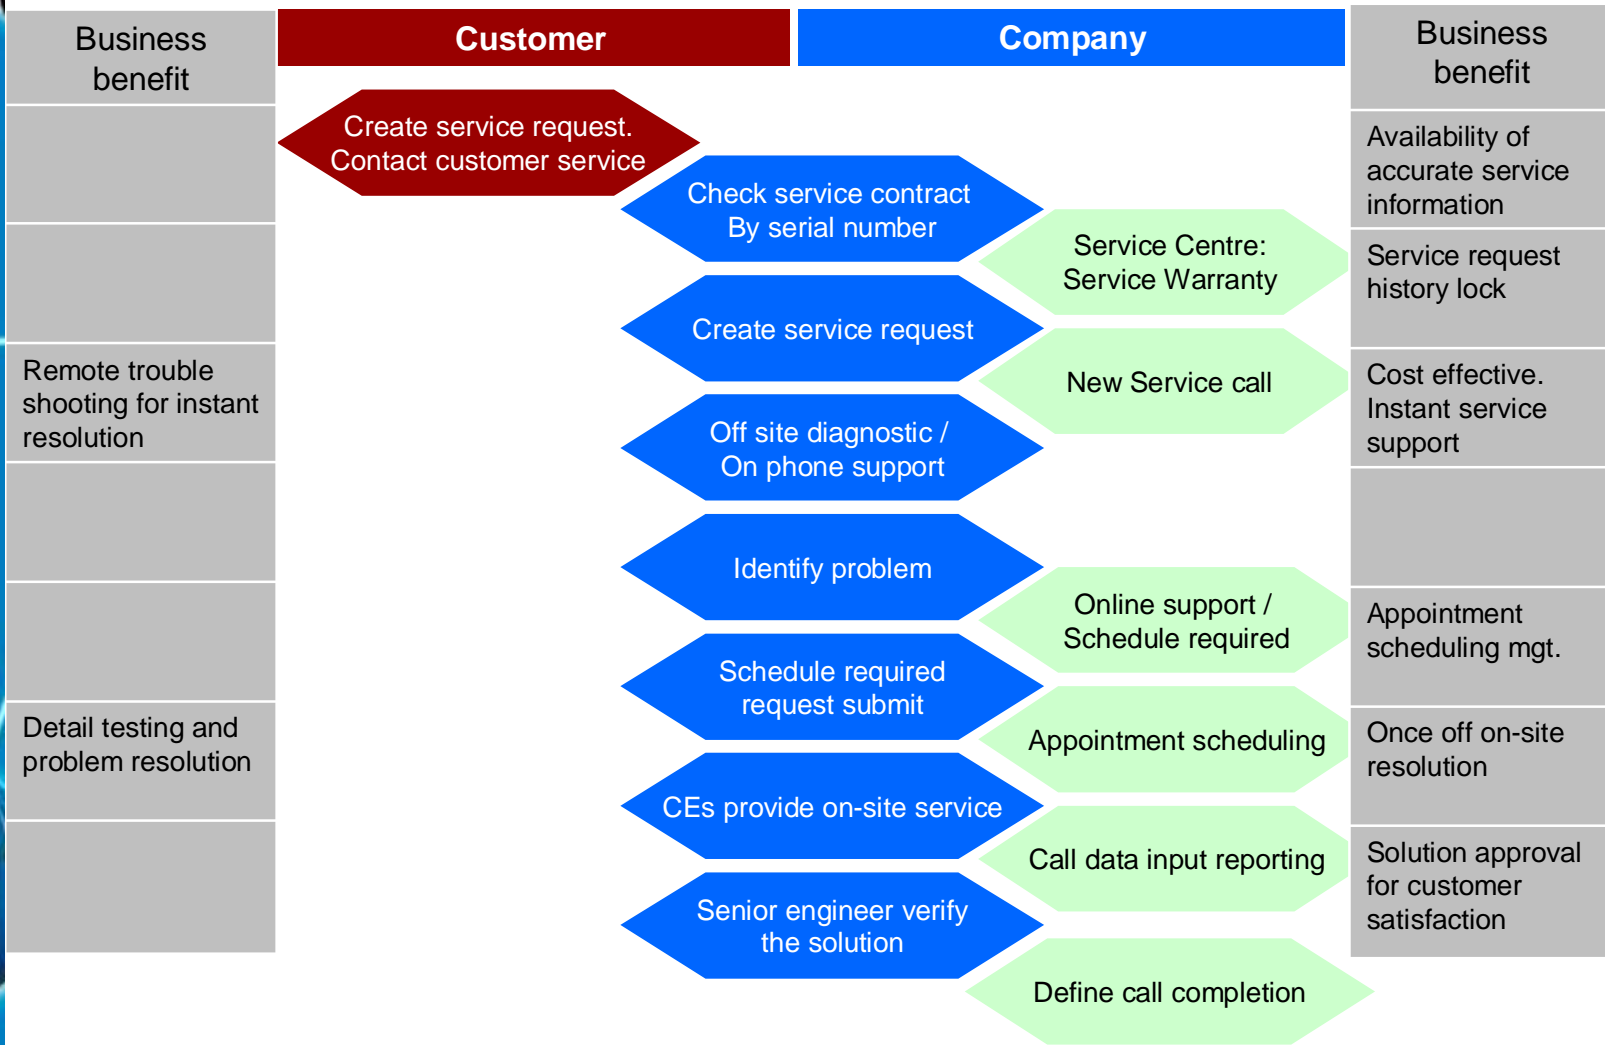 Business
benefit
Customer
Company
Business
benefit
Create service request.
Contact customer service
Availability of
accurate service
information
Check service contract
By serial number
Service Centre:
Service Warranty
Service request
history lock
Create service request
New Service call
Remote trouble
shooting for instant
resolution
Cost effective.
Instant service
support
Off site diagnostic /
On phone support
Identify problem
Online support /
Schedule required
Appointment
scheduling mgt.
Schedule required
request submit
Appointment scheduling
Detail testing and
problem resolution
Once off on-site
resolution
CEs provide on-site service
Call data input reporting
Solution approval
for customer
satisfaction
Senior engineer verify
the solution
Define call completion